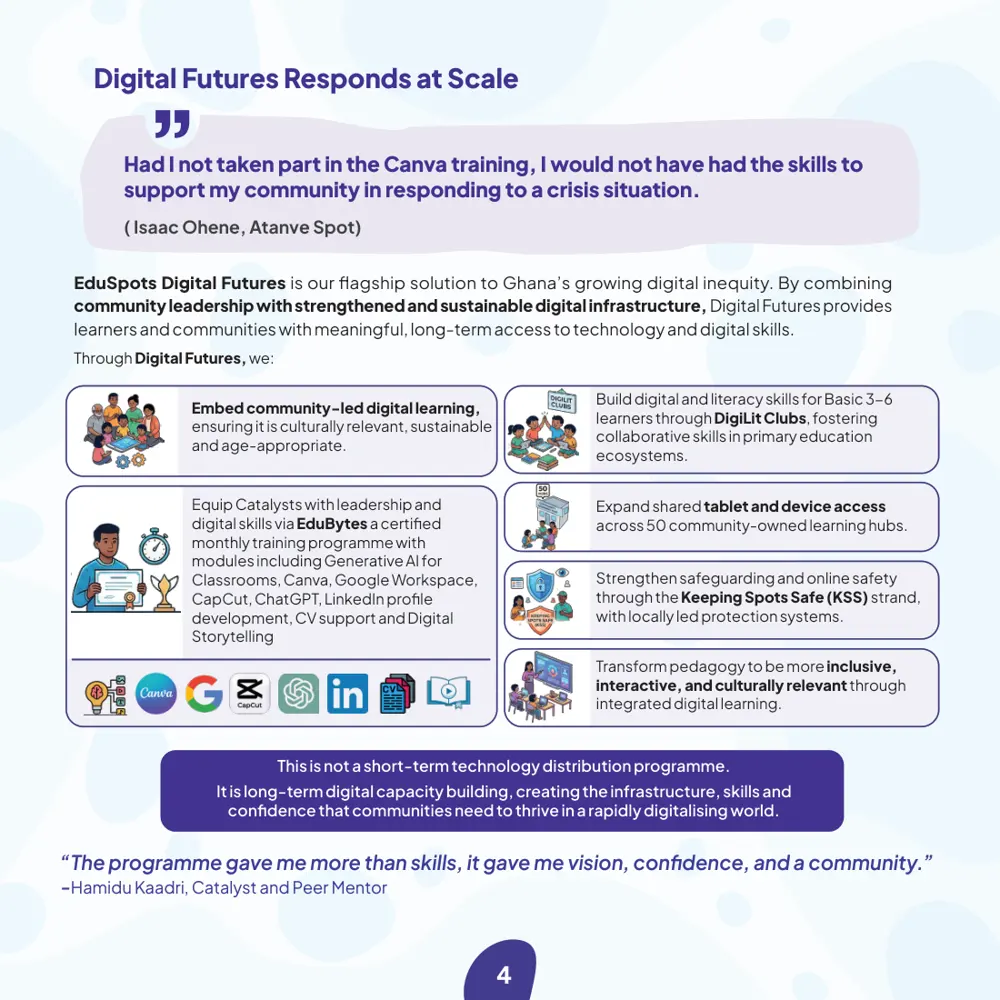 Digital Futures Responds at Scale
”
Had I not taken part in the Canva training, I would not have had the skills to
support my community in responding to a crisis situation.
( Isaac Ohene, Atanve Spot)
EduSpots Digital Futures is our flagship solution to Ghana’s growing digital inequity. By combining
community leadership with strengthened and sustainable digital infrastructure, Digital Futures provides
learners and communities with meaningful, long-term access to technology and digital skills.
Through Digital Futures, we:
Embed community-led digital learning,
ensuring it is culturally relevant, sustainable
and age-appropriate.
Equip Catalysts with leadership and
digital skills via EduBytes a certified
monthly training programme with
modules including Generative AI for
Classrooms, Canva, Google Workspace,
CapCut, ChatGPT, LinkedIn profile
development, CV support and Digital
Storytelling
Canva
G
CapCut
in
CV
DIGILIT
CLUBS
Build digital and literacy skills for Basic 3-6
learners through DigiLit Clubs, fostering
collaborative skills in primary education
ecosystems.
50
Expand shared tablet and device access
across 50 community-owned learning hubs.
Strengthen safeguarding and online safety
through the Keeping Spots Safe (KSS) strand,
with locally led protection systems.
Transform pedagogy to be more inclusive,
interactive, and culturally relevant through
integrated digital learning.
This is not a short-term technology distribution programme.
It is long-term digital capacity building, creating the infrastructure, skills and
confidence that communities need to thrive in a rapidly digitalising world.
“The programme gave me more than skills, it gave me vision, confidence, and a community.”
–Hamidu Kaadri, Catalyst and Peer Mentor
4